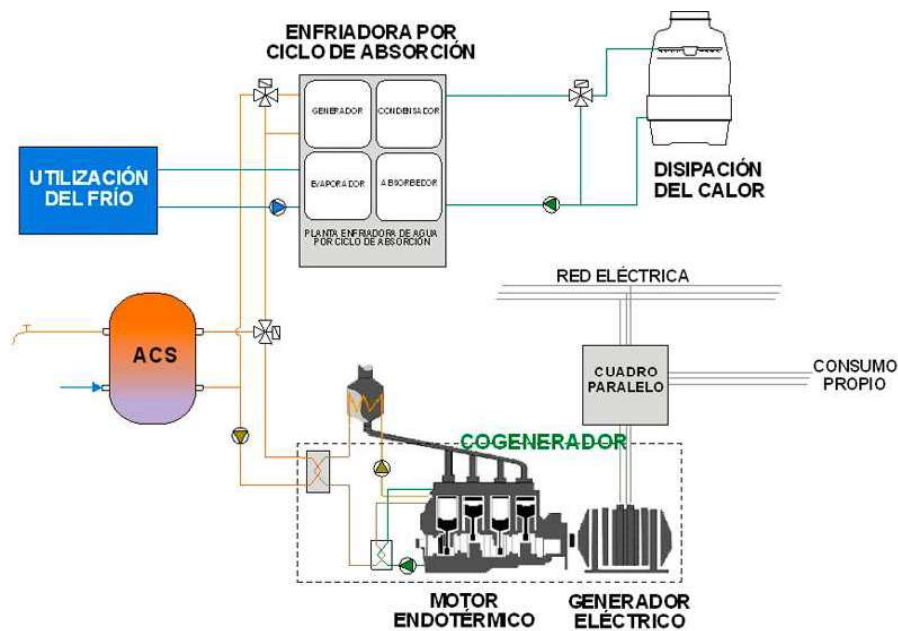 ENFRIADORA POR
CICLO DE ABSORCIÓN
GENERADOR
CONDENSADOR
EVAPORADOR
ABSORBEDOR
PLANTA ENFRIADORA DE AGUA
POR CICLO DE ABSORCIÓN
UTILIZACIÓN
DEL FRÍO
DISIPACIÓN
DEL CALOR
RED ELÉCTRICA
ACS
CUADRO
PARALELO
CONSUMO
PROPIO
COGENERADOR
MOTOR
ENDOTÉRMICO
GENERADOR
ELÉCTRICO